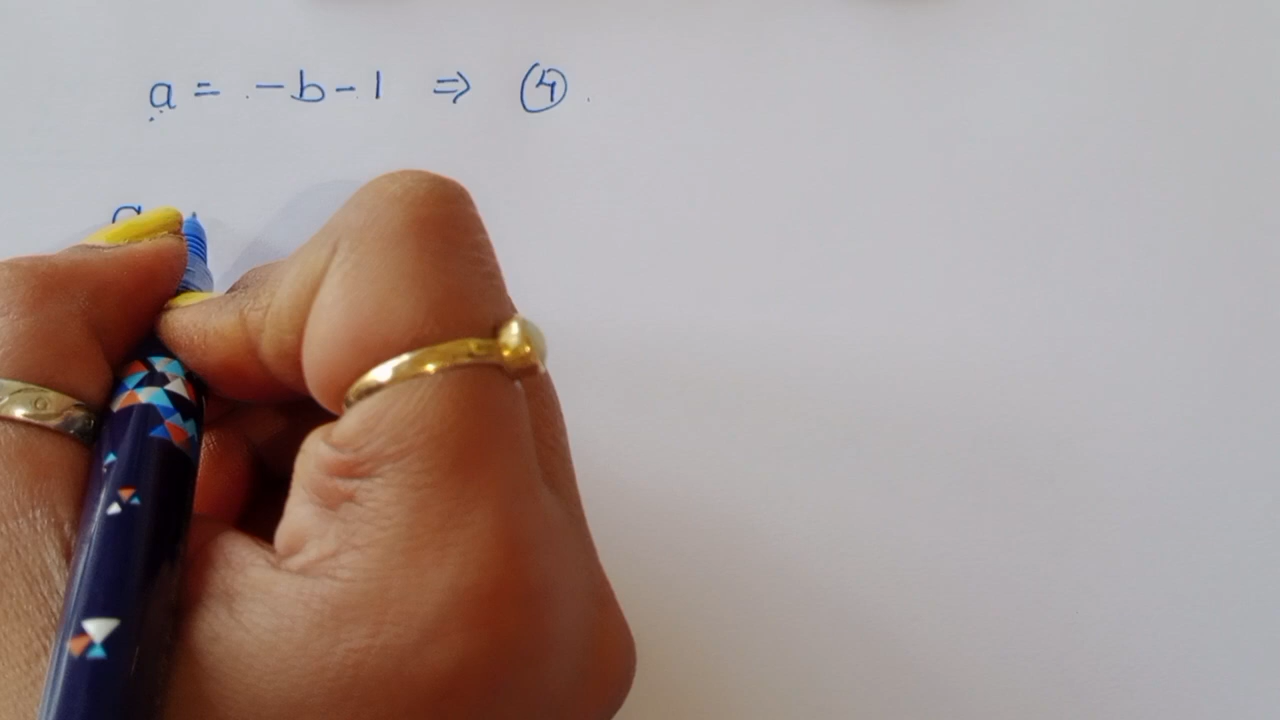 a = -b-1 ⇒ ④